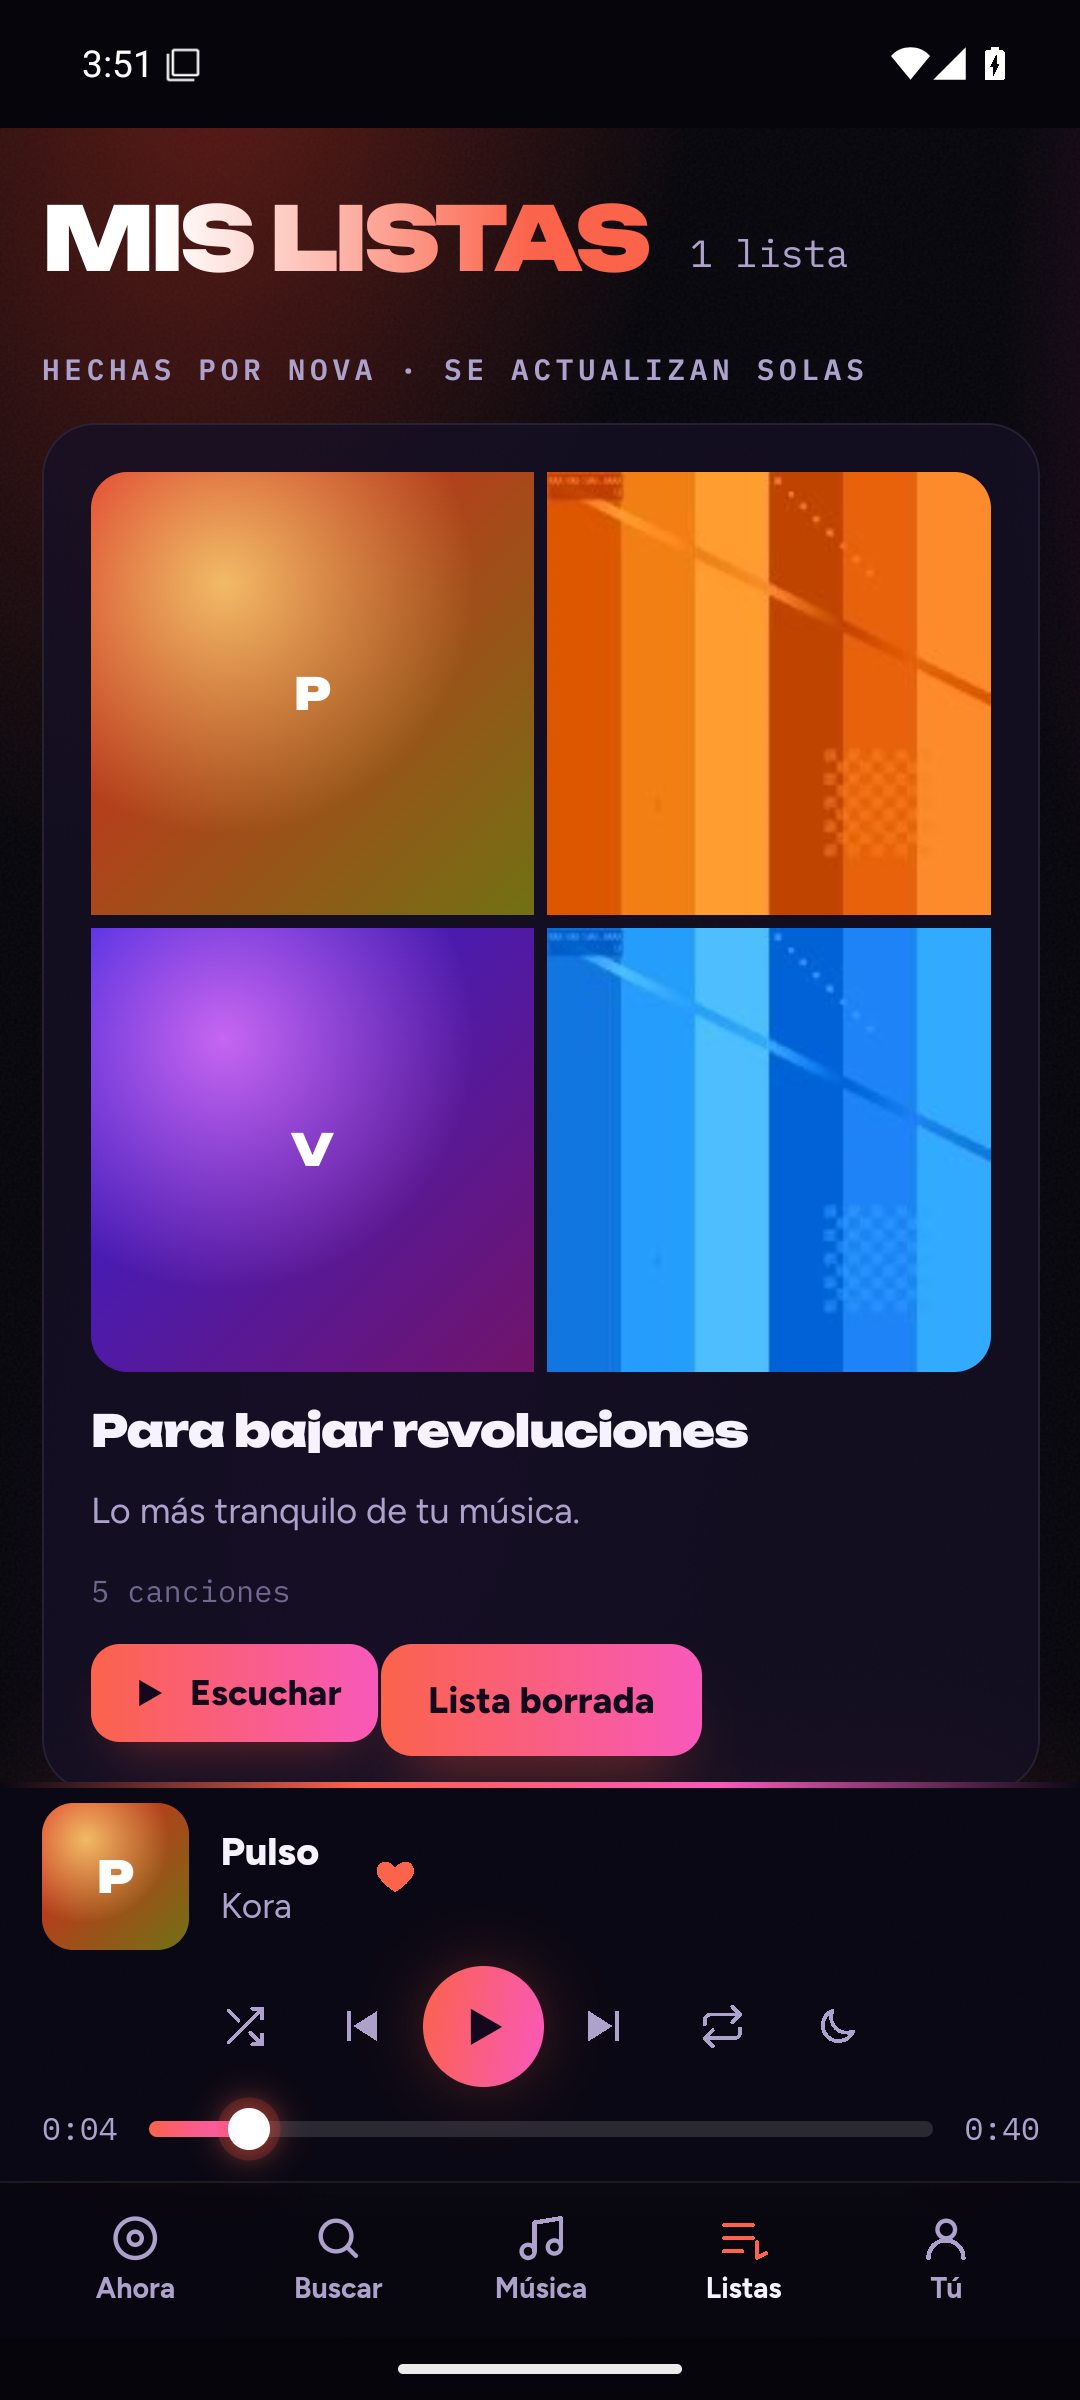 3:51
MIS LISTAS 1 lista
HECHAS POR NOVA · SE ACTUALIZAN SOLAS
P
V
Para bajar revoluciones
Lo más tranquilo de tu música.
5 canciones
Escuchar Lista borrada
P
Pulso
Kora
0:04 0:40
Ahora Buscar Música Listas Tú